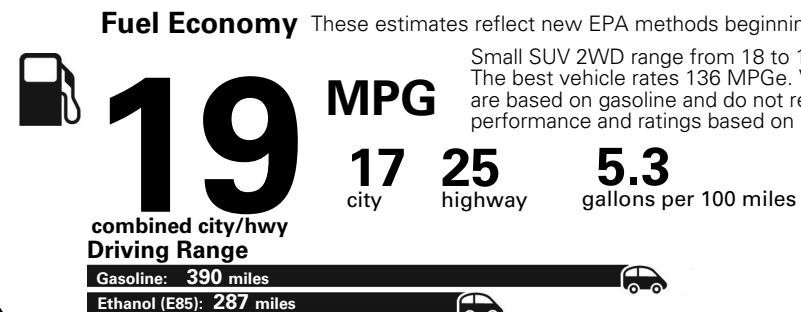 Fuel Economy These estimates reflect new EPA methods beginning
Small SUV 2WD range from 18 to
The best vehicle rates 136 MPGe.
are based on gasoline and do not
performance and ratings based on
19 MPG
17 25 5.3
city highway gallons per 100 miles
combined city/hwy
Driving Range
Gasoline: 390 miles
Ethanol (E85): 287 miles